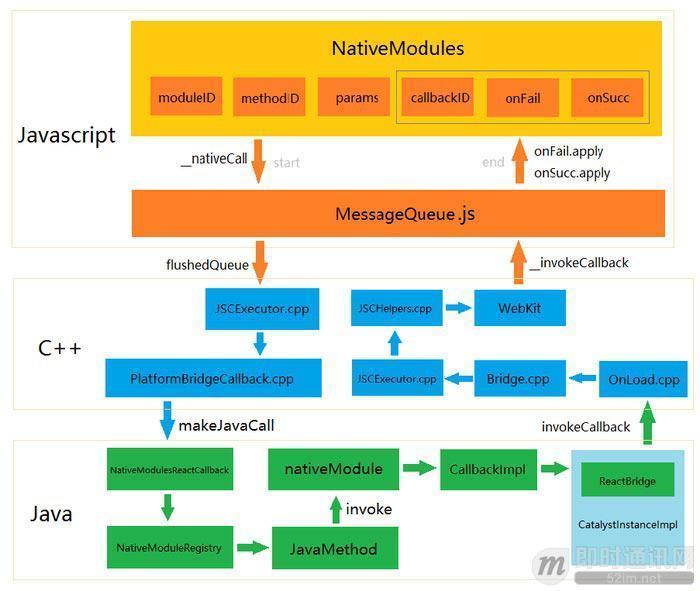 NativeModules
moduleID
methodID
params
callbackID
onFail
onSucc
Javascript
__nativeCall
start
end
onFail.apply
onSucc.apply
MessageQueue.js
flushedQueue
__invokeCallback
JSCExecutor.cpp
JSCHelpers.cpp
WebKit
C++
PlatformBridgeCallback.cpp
JSCExecutor.cpp
Bridge.cpp
OnLoad.cpp
makeJavaCall
invokeCallback
NativeModulesReactCallback
nativeModule
CallbackImpl
ReactBridge
Java
invoke
CatalystInstanceImpl
NativeModuleRegistry
JavaMethod
m
即时通讯网
52im.net